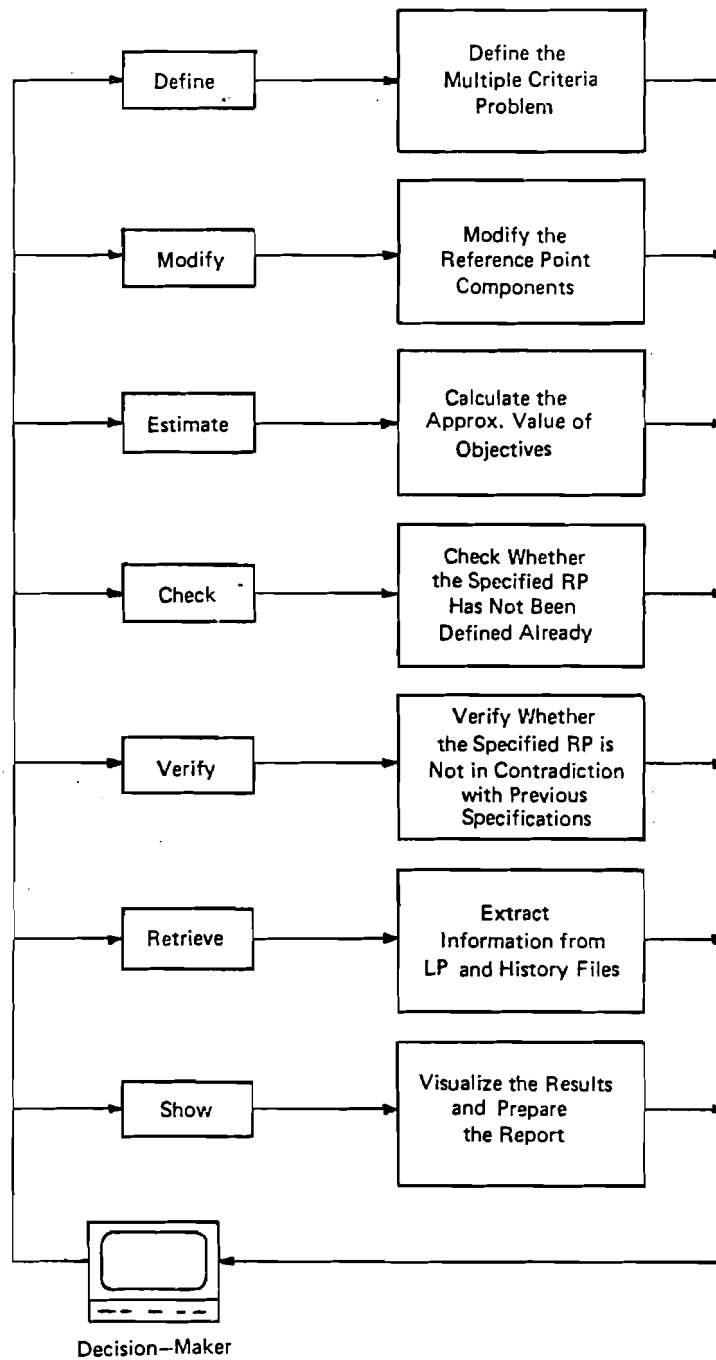 Define
Define the
Multiple Criteria
Problem
Modify
Modify the
Reference Point
Components
Estimate
Calculate the
Approx. Value of
Objectives
Check
Check Whether
the Specified RP
Has Not Been
Defined Already
Verify
Verify Whether
the Specified RP is
Not in Contradiction
with Previous
Specifications
Retrieve
Extract
Information from
LP and History Files
Show
Visualize the Results
and Prepare
the Report
Decision—Maker